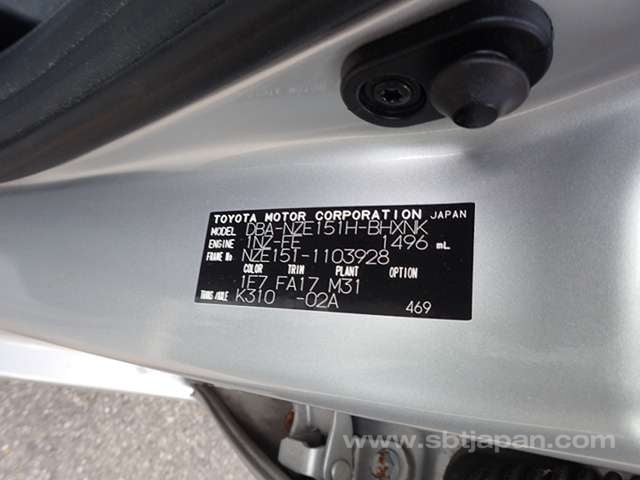 TOYOTA MOTOR CORPORATION JAPAN
MODEL DBA-NZE151H-BHXNK
ENGINE 1NZ-FE 1496 mL
FRAME No NZE151-1103928
COLOR TRIM PLANT OPTION
1E7 FA17 M31
TRANS/AXLE K310 -02A 469
www.sbtjapan.com